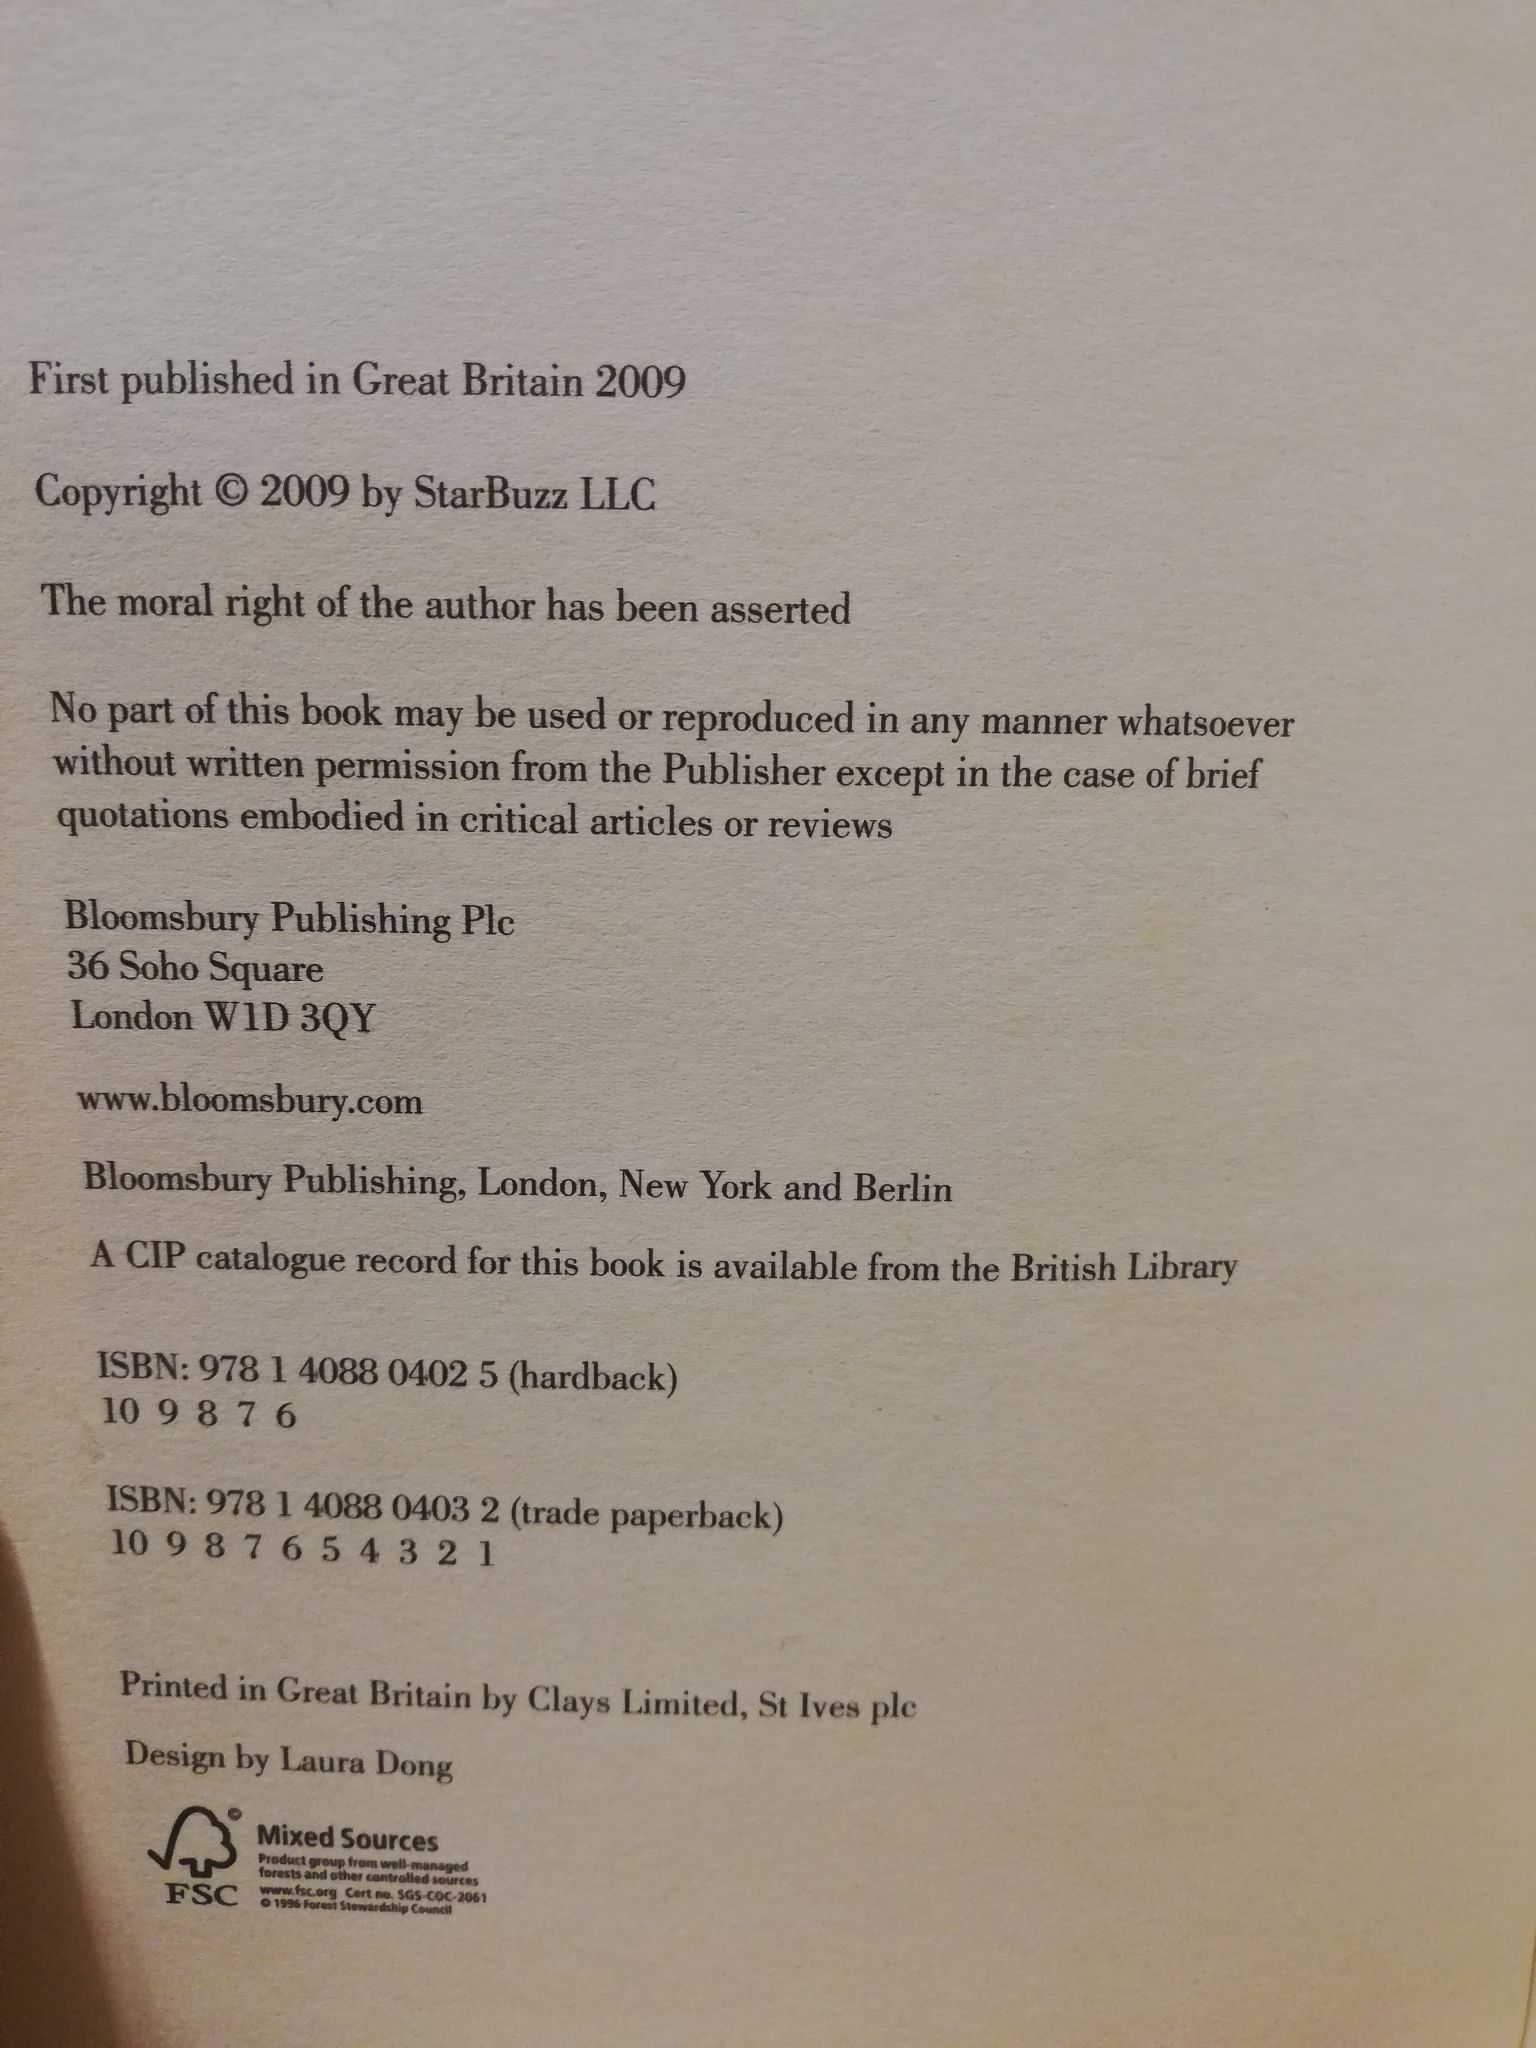 First published in Great Britain 2009
Copyright © 2009 by StarBuzz LLC
The moral right of the author has been asserted
No part of this book may be used or reproduced in any manner whatsoever
without written permission from the Publisher except in the case of brief
quotations embodied in critical articles or reviews
Bloomsbury Publishing Plc
36 Soho Square
London W1D 3QY
www.bloomsbury.com
Bloomsbury Publishing, London, New York and Berlin
A CIP catalogue record for this book is available from the British Library
ISBN: 978 1 4088 0402 5 (hardback)
10 9 8 7 6
ISBN: 978 1 4088 0403 2 (trade paperback)
10 9 8 7 6 5 4 3 2 1
Printed in Great Britain by Clays Limited, St Ives plc
Design by Laura Dong
Mixed Sources
Product group from well-managed
forests and other controlled sources
www.fsc.org Cert no. SGS-COC-2061
© 1996 Forest Stewardship Council
FSC